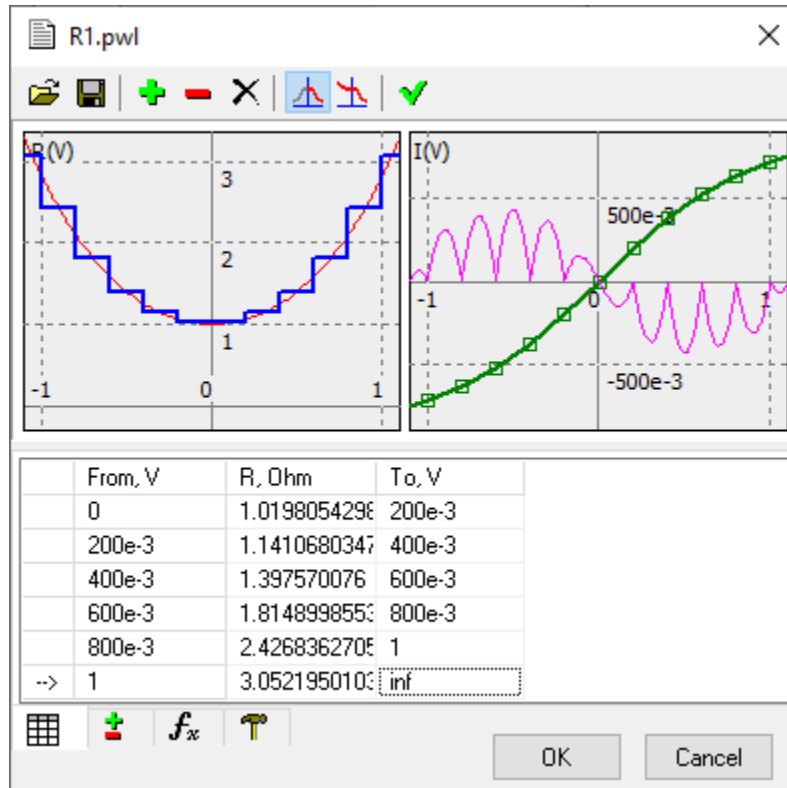 R1.pwl
R(V)
3
2
1
-1
0
1
I(V)
500e-3
-1
0
1
-500e-3
From, V R, Ohm To, V
0 1.0198054298 200e-3
200e-3 1.1410680347 400e-3
400e-3 1.397570076 600e-3
600e-3 1.8148998553 800e-3
800e-3 2.4268362705 1
--> 1 3.0521950103 inf
fx
OK Cancel